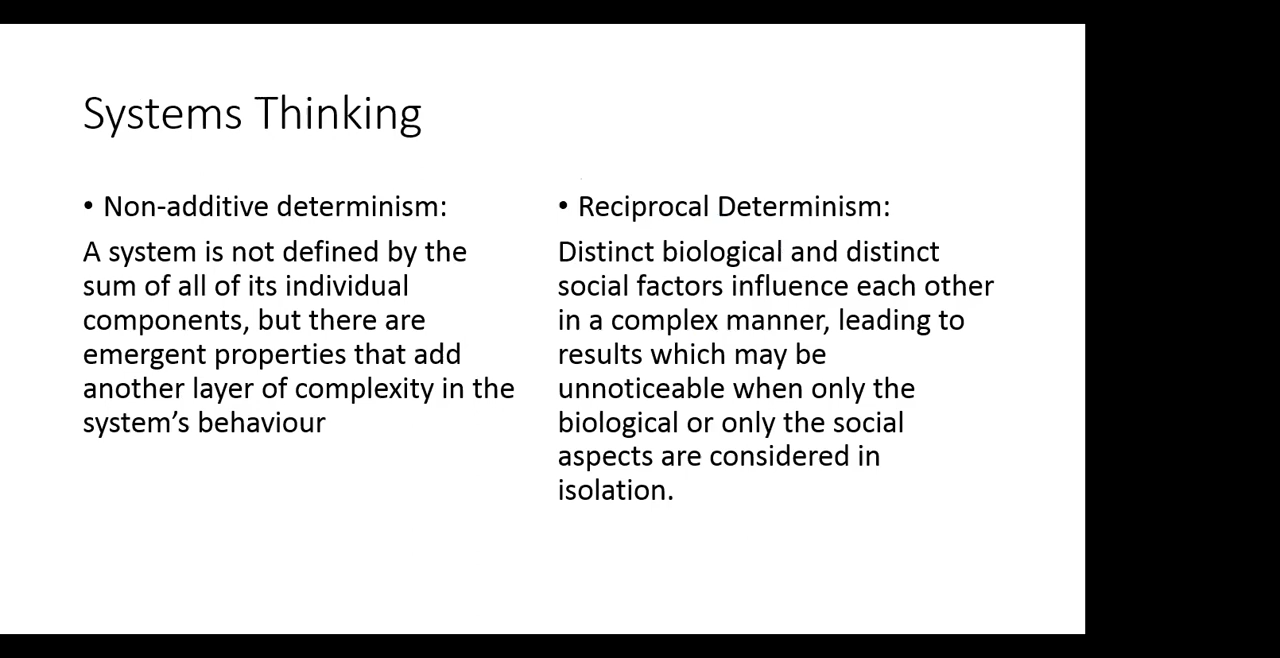 Systems Thinking
• Non-additive determinism:
A system is not defined by the
sum of all of its individual
components, but there are
emergent properties that add
another layer of complexity in the
system’s behaviour
• Reciprocal Determinism:
Distinct biological and distinct
social factors influence each other
in a complex manner, leading to
results which may be
unnoticeable when only the
biological or only the social
aspects are considered in
isolation.